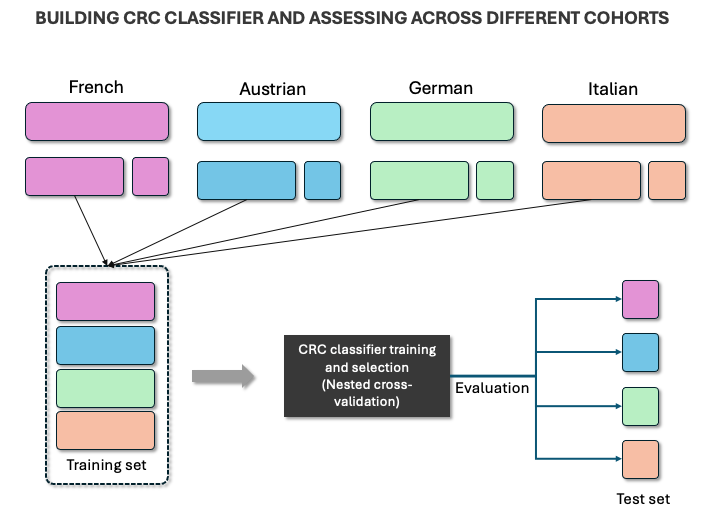 BUILDING CRC CLASSIFIER AND ASSESSING ACROSS DIFFERENT COHORTS
French
Austrian
German
Italian
CRC classifier training
and selection
(Nested cross-
validation)
Evaluation
Training set
Test set